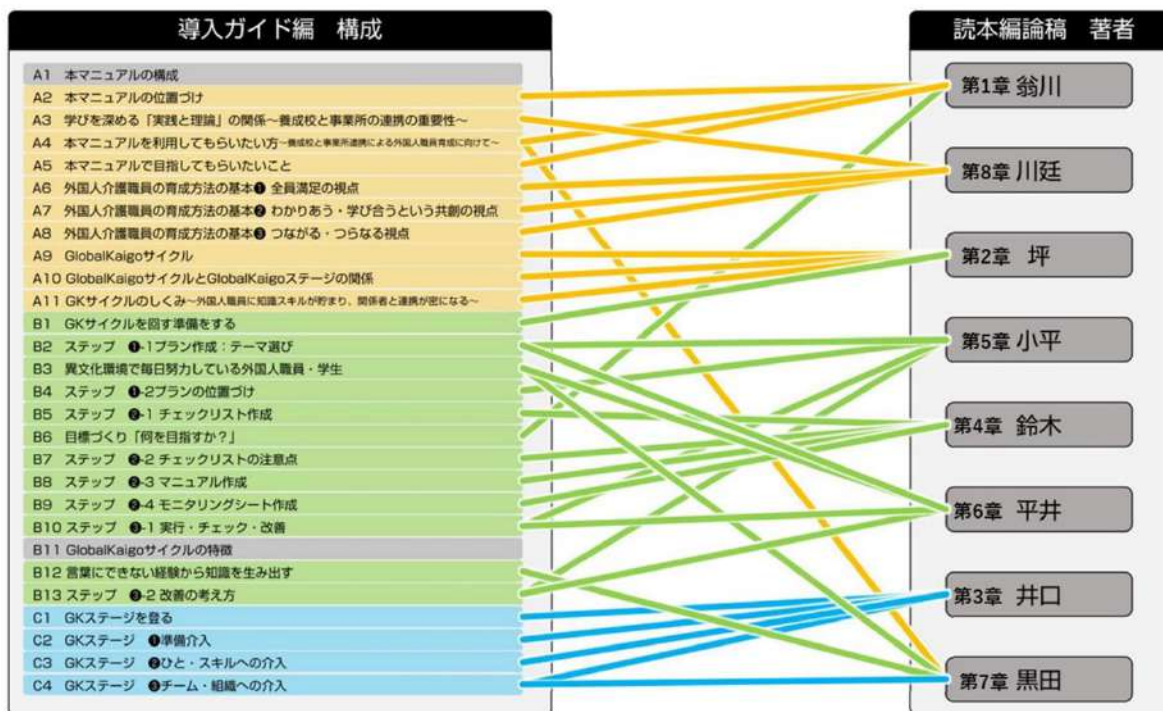 導入ガイド編 構成
A1 本マニュアルの構成
A2 本マニュアルの位置づけ
A3 学びを深める「実践と理論」の関係～養成校と事業所の連携の重要性～
A4 本マニュアルを利用してもらいたい方～養成校と事業所連携による外国人職員育成に向けて～
A5 本マニュアルで目指してもらいたいこと
A6 外国人介護職員の育成方法の基本❶ 全員満足の視点
A7 外国人介護職員の育成方法の基本❷ わかりあう・学び合うという共創の視点
A8 外国人介護職員の育成方法の基本❸ つながる・つらなる視点
A9 GlobalKaigoサイクル
A10 GlobalKaigoサイクルとGlobalKaigoステージの関係
A11 GKサイクルのしくみ～外国人職員に知識スキルが貯まり、関係者と連携が密になる～
B1 GKサイクルを回す準備をする
B2 ステップ ❶-1プラン作成：テーマ選び
B3 異文化環境で毎日努力している外国人職員・学生
B4 ステップ ❶-2プランの位置づけ
B5 ステップ ❷-1 チェックリスト作成
B6 目標づくり「何を目指すか？」
B7 ステップ ❷-2 チェックリストの注意点
B8 ステップ ❷-3 マニュアル作成
B9 ステップ ❷-4 モニタリングシート作成
B10 ステップ ❸-1 実行・チェック・改善
B11 GlobalKaigoサイクルの特徴
B12 言葉にできない経験から知識を生み出す
B13 ステップ ❸-2 改善の考え方
C1 GKステージを登る
C2 GKステージ ❶準備介入
C3 GKステージ ❷ひと・スキルへの介入
C4 GKステージ ❸チーム・組織への介入
読本編論稿 著者
第1章 翁川
第8章 川廷
第2章 坪
第5章 小平
第4章 鈴木
第6章 平井
第3章 井口
第7章 黒田